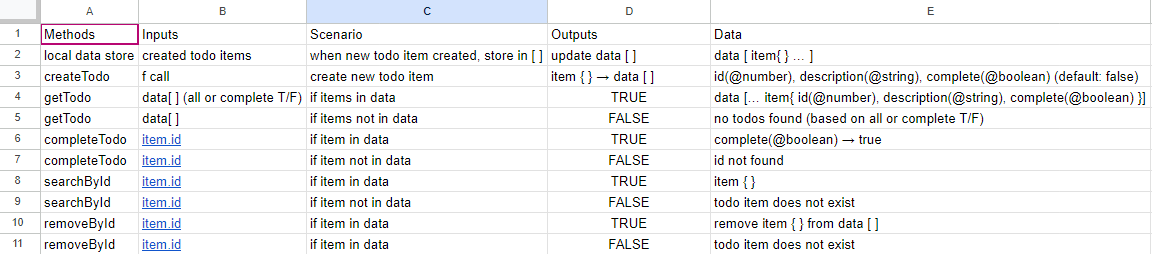 A B C D E
1 Methods Inputs Scenario Outputs Data
2 local data store created todo items when new todo item created, store in [ ] update data [ ] data [ item{ } ... ]
3 createTodo f call create new todo item item { } → data [ ] id(@number), description(@string), complete(@boolean) (default: false)
4 getTodo data[ ] (all or complete T/F) if items in data TRUE data [... item{ id(@number), description(@string), complete(@boolean) }]
5 getTodo data[ ] if items not in data FALSE no todos found (based on all or complete T/F)
6 completeTodo item.id if item in data TRUE complete(@boolean) → true
7 completeTodo item.id if item not in data FALSE id not found
8 searchById item.id if item in data TRUE item { }
9 searchById item.id if item not in data FALSE todo item does not exist
10 removeById item.id if item in data TRUE remove item { } from data [ ]
11 removeById item.id if item in data FALSE todo item does not exist